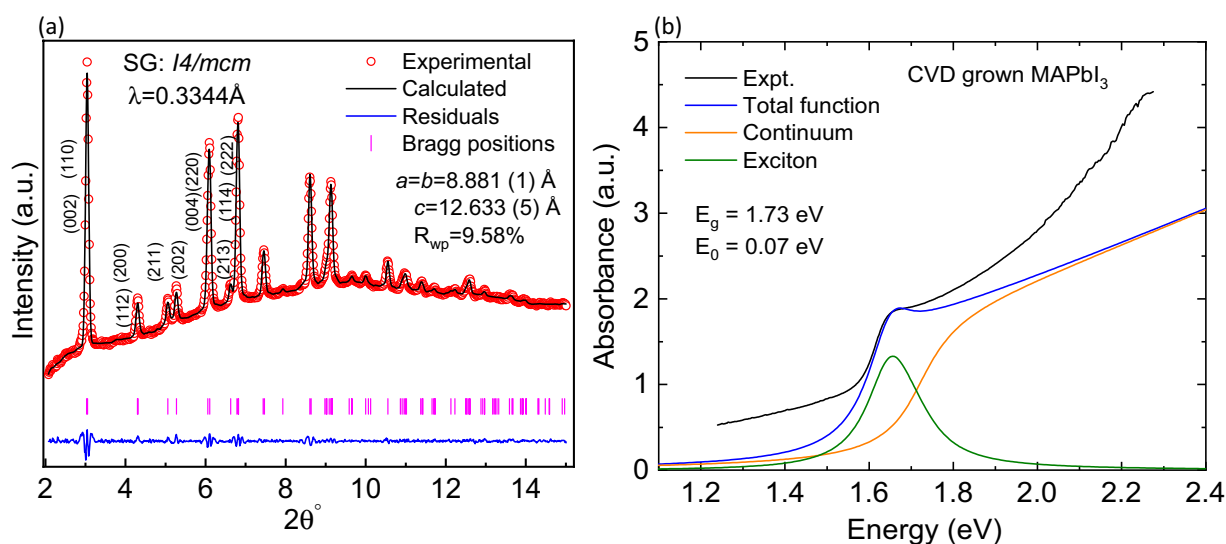 (a)
SG: I4/mcm
λ=0.3344Å
Experimental
Calculated
Residuals
Bragg positions
a=b=8.881 (1) Å
c=12.633 (5) Å
R_wp=9.58%
(002) (110)
(112) (200)
(211)
(202)
(004)(220)
(213)
(114) (222)
Intensity (a.u.)
2 4 6 8 10 12 14
2θ°
(b)
CVD grown MAPbI₃
Expt.
Total function
Continuum
Exciton
E_g = 1.73 eV
E₀ = 0.07 eV
Absorbance (a.u.)
5
4
3
2
1
0
1.2 1.4 1.6 1.8 2.0 2.2 2.4
Energy (eV)